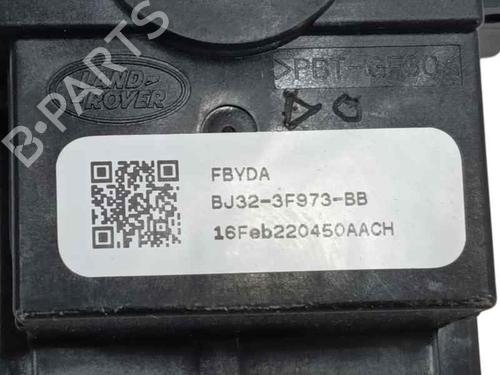 LAND-
ROVER
>PBT-GF30<
FBYDA
BJ32-3F973-BB
16Feb220450AACH
B-PARTS